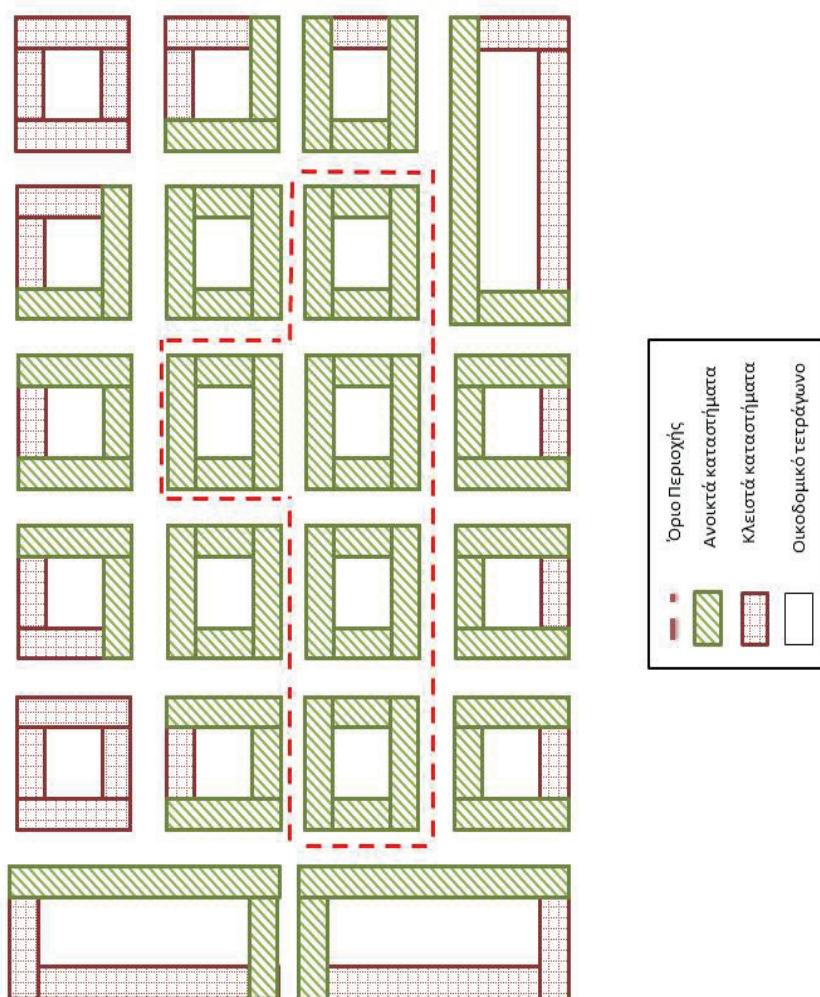 Όριο Περιοχής
Ανοικτά καταστήματα
Κλειστά καταστήματα
Οικοδομικό τετράγωνο